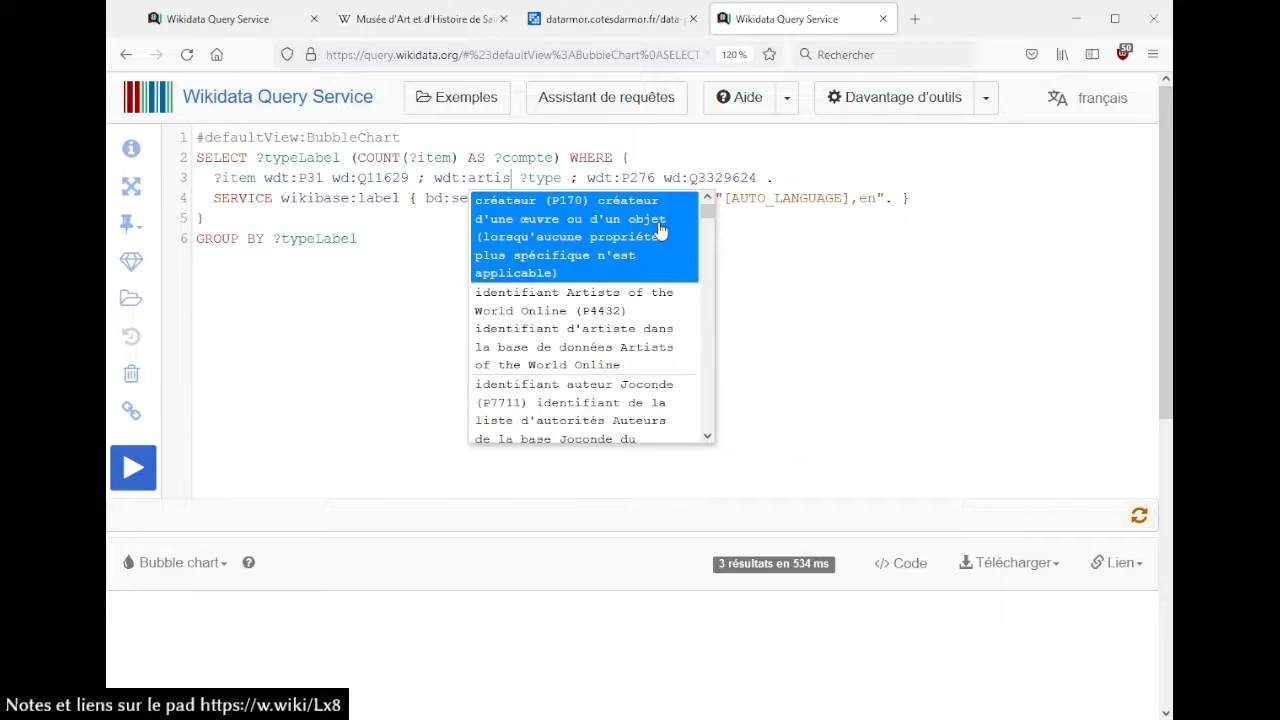 Wikidata Query Service
Musée d'Art et d'Histoire de Sai
datarmor.cotesdarmor.fr/data-
Wikidata Query Service
https://query.wikidata.org/#%23defaultView%3ABubbleChart%0ASELECT
120 %
Rechercher
50
Wikidata Query Service
Exemples
Assistant de requêtes
Aide
Davantage d'outils
français
1 #defaultView:BubbleChart
2 SELECT ?typeLabel (COUNT(?item) AS ?compte) WHERE {
3 ?item wdt:P31 wd:Q11629 ; wdt:artis ?type ; wdt:P276 wd:Q3329624 .
4 SERVICE wikibase:label { bd:se "[AUTO_LANGUAGE],en". }
5 }
6 GROUP BY ?typeLabel
créateur (P170) créateur
d'une œuvre ou d'un objet
(lorsqu'aucune propriété
plus spécifique n'est
applicable)
identifiant Artists of the
World Online (P4432)
identifiant d'artiste dans
la base de données Artists
of the World Online
identifiant auteur Joconde
(P7711) identifiant de la
liste d'autorités Auteurs
de la base Joconde du
Bubble chart
3 résultats en 534 ms
</> Code
Télécharger
Lien
Notes et liens sur le pad https://w.wiki/Lx8